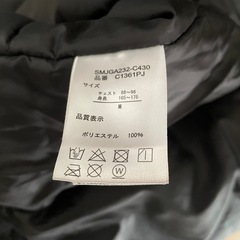 SMJGA232-C430
品番 C1361PJ
サイズ
チェスト 88~96
身長 165~175
M
品質表示
ポリエステル 100%